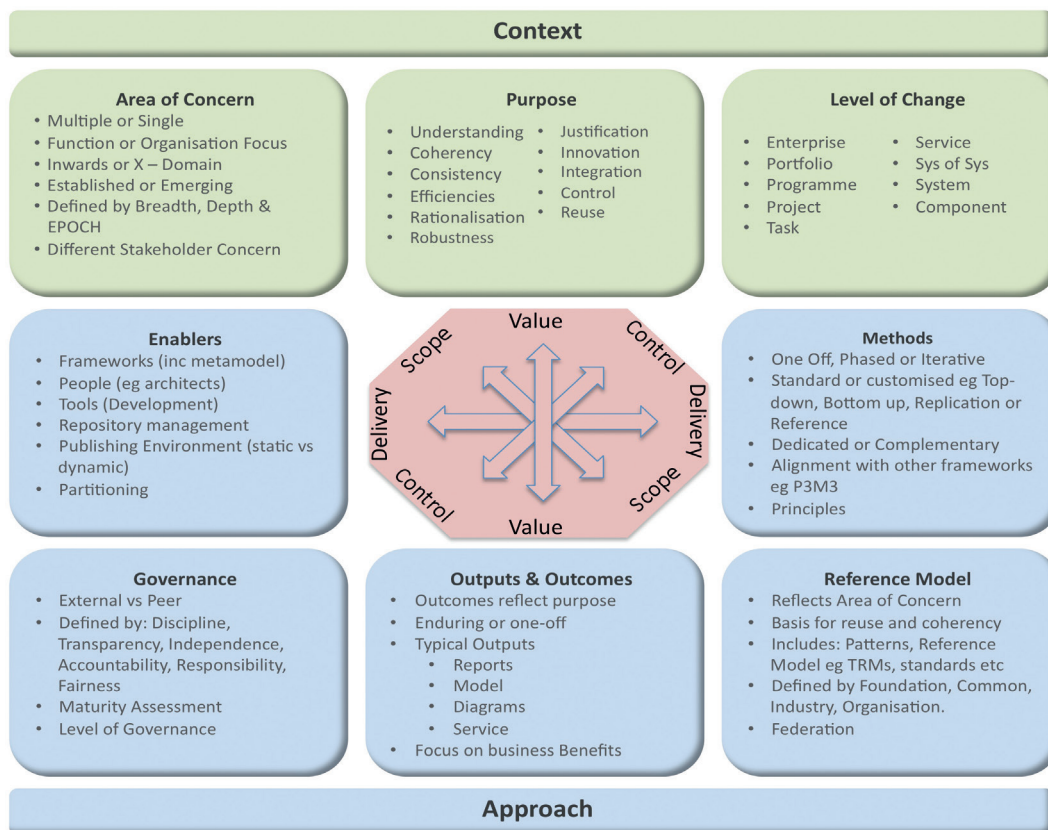 Context
Area of Concern
• Multiple or Single
• Function or Organisation Focus
• Inwards or X – Domain
• Established or Emerging
• Defined by Breadth, Depth &
EPOCH
• Different Stakeholder Concern
Purpose
• Understanding
• Coherency
• Consistency
• Efficiencies
• Rationalisation
• Robustness
• Justification
• Innovation
• Integration
• Control
• Reuse
Level of Change
• Enterprise
• Portfolio
• Programme
• Project
• Task
• Service
• Sys of Sys
• System
• Component
Enablers
• Frameworks (inc metamodel)
• People (eg architects)
• Tools (Development)
• Repository management
• Publishing Environment (static vs
dynamic)
• Partitioning
Value
Scope
Control
Delivery
Delivery
Control
Scope
Value
Methods
• One Off, Phased or Iterative
• Standard or customised eg Top-
down, Bottom up, Replication or
Reference
• Dedicated or Complementary
• Alignment with other frameworks
eg P3M3
• Principles
Governance
• External vs Peer
• Defined by: Discipline,
Transparency, Independence,
Accountability, Responsibility,
Fairness
• Maturity Assessment
• Level of Governance
Outputs & Outcomes
• Outcomes reflect purpose
• Enduring or one-off
• Typical Outputs
• Reports
• Model
• Diagrams
• Service
• Focus on business Benefits
Reference Model
• Reflects Area of Concern
• Basis for reuse and coherency
• Includes: Patterns, Reference
Model eg TRMs, standards etc
• Defined by Foundation, Common,
Industry, Organisation.
• Federation
Approach